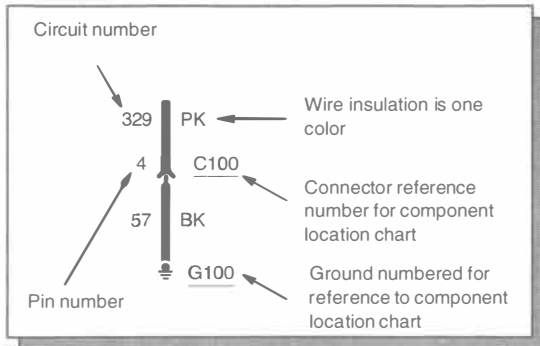 Circuit number
329 PK
Wire insulation is one
color
4 C100
Connector reference
number for component
location chart
57 BK
G100
Ground numbered for
reference to component
location chart
Pin number